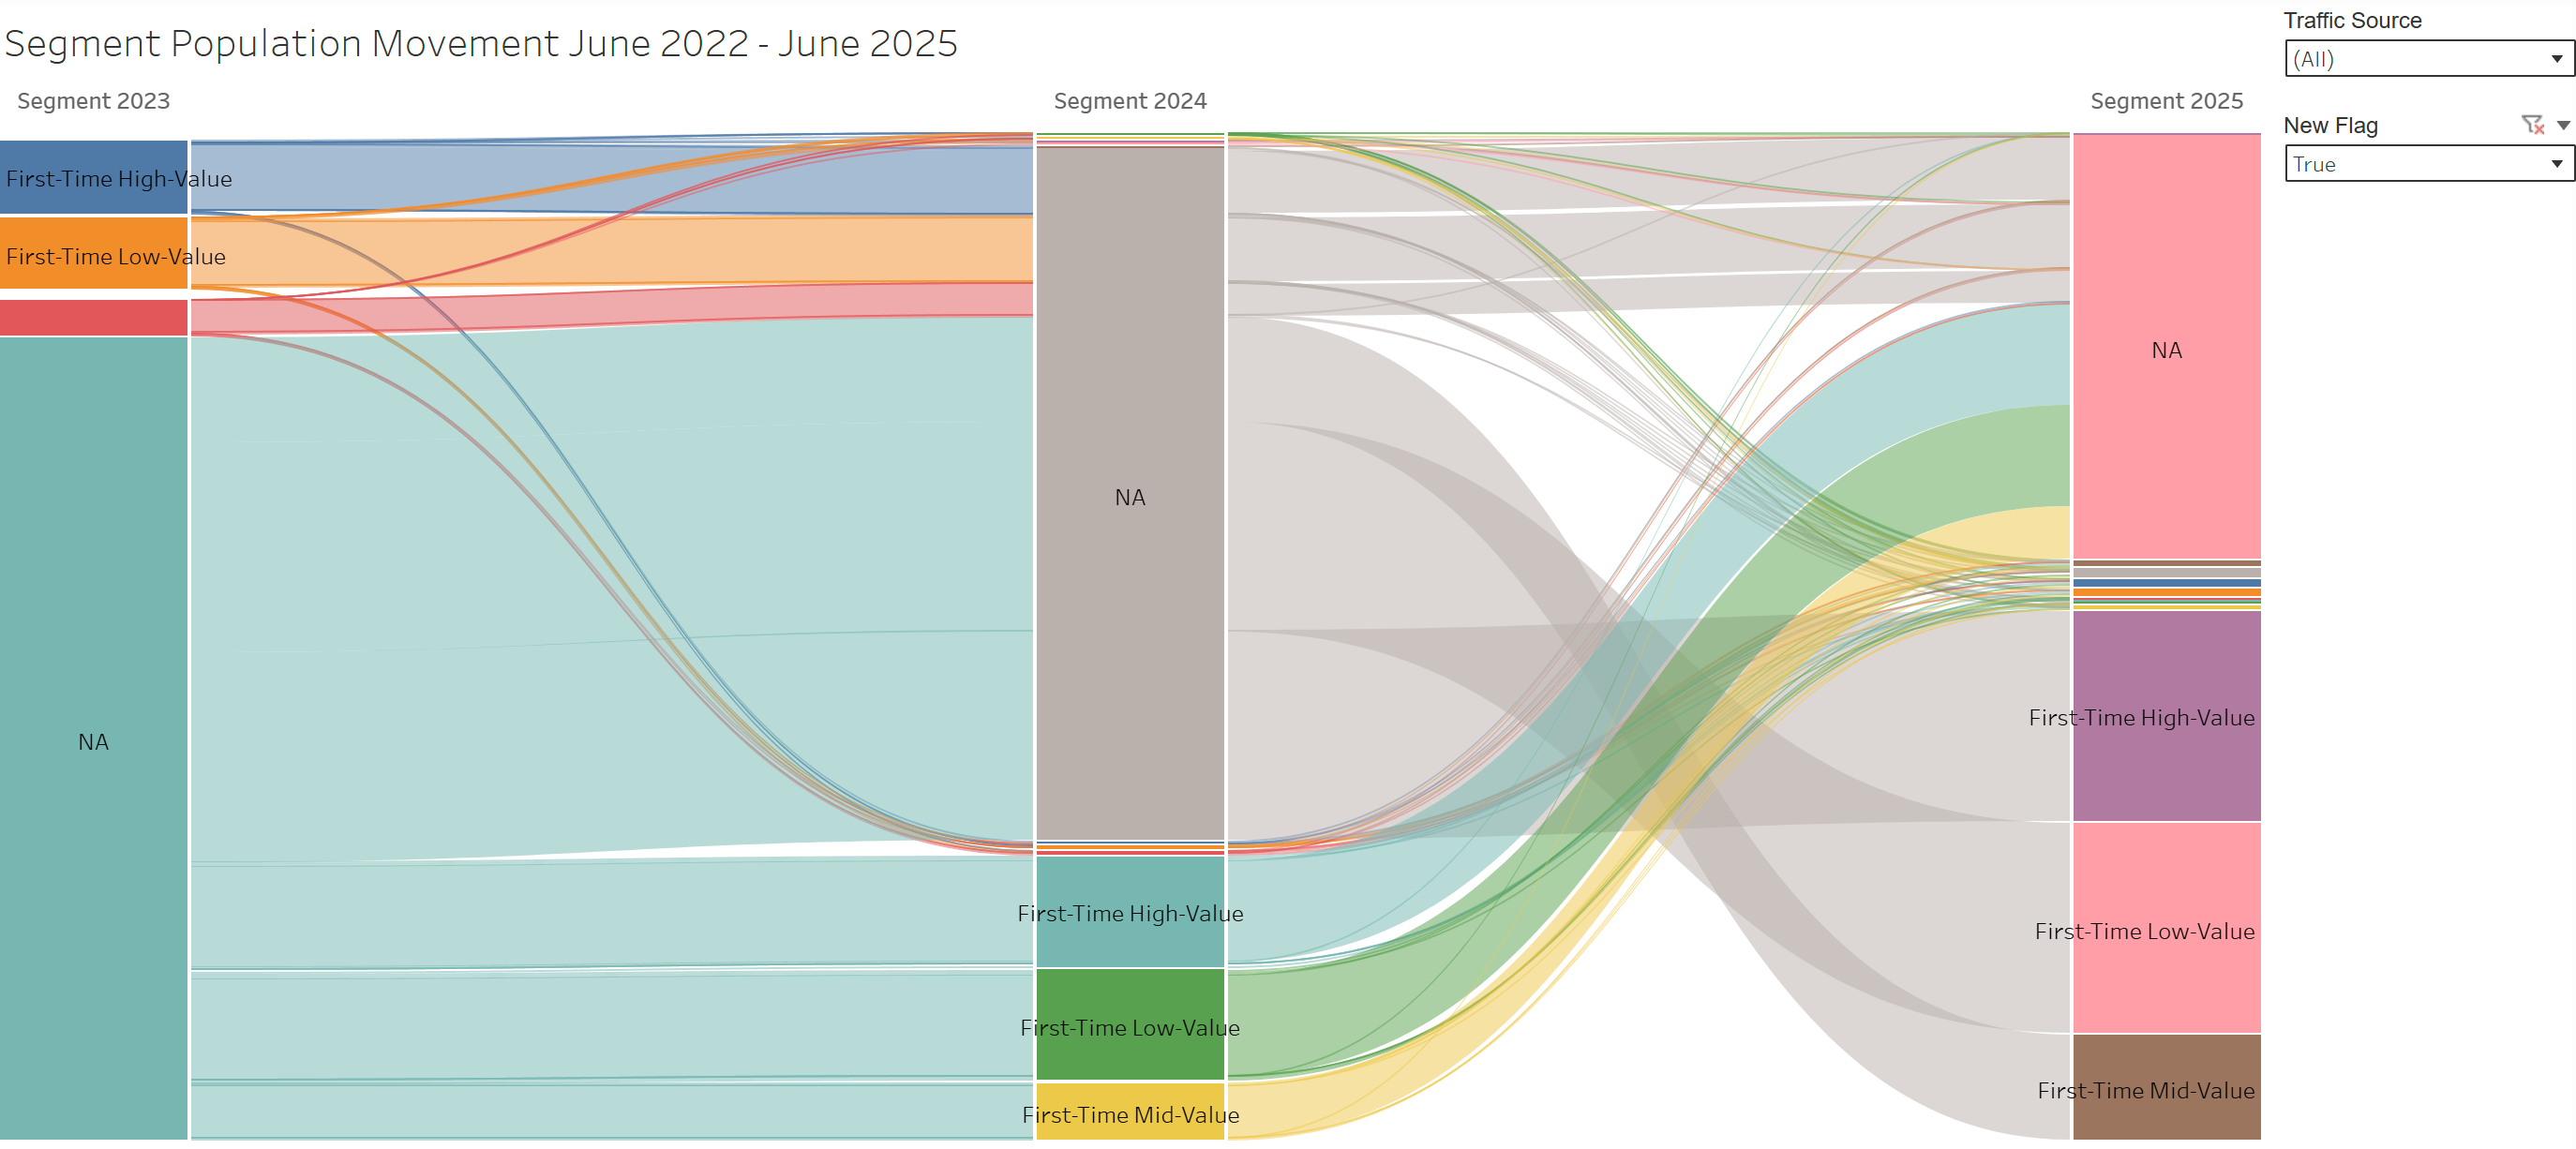 Segment Population Movement June 2022 - June 2025
Traffic Source
(All)
New Flag
True
Segment 2023
Segment 2024
Segment 2025
First-Time High-Value
First-Time Low-Value
NA
NA
First-Time High-Value
First-Time Low-Value
First-Time Mid-Value
NA
First-Time High-Value
First-Time Low-Value
First-Time Mid-Value